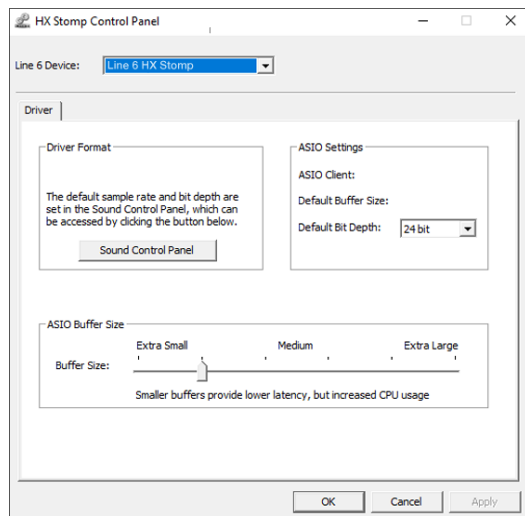 HX Stomp Control Panel
Line 6 Device: Line 6 HX Stomp
Driver
Driver Format
The default sample rate and bit depth are
set in the Sound Control Panel, which can
be accessed by clicking the button below.
Sound Control Panel
ASIO Settings
ASIO Client:
Default Buffer Size:
Default Bit Depth: 24 bit
ASIO Buffer Size
Extra Small Medium Extra Large
Buffer Size:
Smaller buffers provide lower latency, but increased CPU usage
OK Cancel Apply